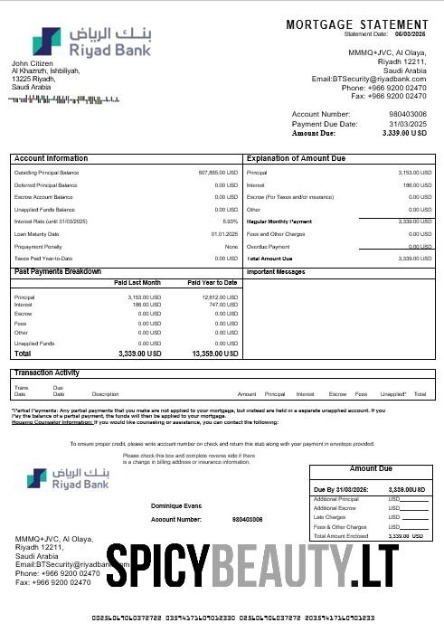 بنك الرياض
Riyad Bank
MORTGAGE STATEMENT
Statement Date: 06/03/2026
John Citizen
Al Khaznzh, Ishbiliyah,
13225 Riyadh,
Saudi Arabia
MMMQ+JVC, Al Olaya,
Riyadh 12211,
Saudi Arabia
Email:BTSecurity@riyadbank.com
Phone: +966 9200 02470
Fax: +966 9200 02470
Account Number: 980403006
Payment Due Date: 31/03/2025
Amount Due: 3,339.00 USD
Account Information
Outstanding Principal Balance 607,885.00 USD
Deferred Principal Balance 0.00 USD
Escrow Account Balance 0.00 USD
Unapplied Funds Balance 0.00 USD
Interest Rate (until 31/03/2025)
Loan Maturity Date 01.01.2025
Prepayment Penalty None
Taxes Paid Year-to-Date 0.00 USD
Explanation of Amount Due
Principal 3,153.00 USD
Interest 186.00 USD
Escrow (For Taxes and/or insurance) 0.00 USD
Other 0.00 USD
Regular Monthly Payment 3,339.00 USD
Fees and Other Charges 0.00 USD
Overdue Payment 0.00 USD
Total Amount Due 3,339.00 USD
Past Payments Breakdown
Paid Last Month Paid Year to Date
Principal 3,153.00 USD 12,612.00 USD
Interest 186.00 USD 747.00 USD
Escrow 0.00 USD 0.00 USD
Fees 0.00 USD 0.00 USD
Other 0.00 USD 0.00 USD
Unapplied Funds 0.00 USD 0.00 USD
Total 3,339.00 USD 13,359.00 USD
Important Messages
Transaction Activity
Trans Date Due Date Description Amount Principal Interest Escrow Fees Unapplied* Total
*Partial Payments: Any partial payments that you make are not applied to your mortgage, but instead are held in a separate unapplied account. If you
Pay the balance of a partial payment, the funds will then be applied to your mortgage.
Housing Counselor Information: If you would like counseling or assistance, you can contact the following:
To ensure proper credit, please write account number on check and return this stub along with your payment in envelope provided.
Please check this box and complete reverse side if there
is a change in billing address or insurance information.
بنك الرياض
Riyad Bank
Dominique Evans
Account Number: 980403006
Amount Due
Due By 31/03/2026: 3,339.00USD
Additional Principal USD
Additional Escrow USD
Late Charges USD
Fees & Other Charges USD
Total Amount Enclosed 3,339.00 USD
MMMQ+JVC, Al Olaya,
Riyadh 12211,
Saudi Arabia
Email:BTSecurity@riyadbank.com
Phone: +966 9200 02470
Fax: +966 9200 02470
SPICYBEAUTY.LT